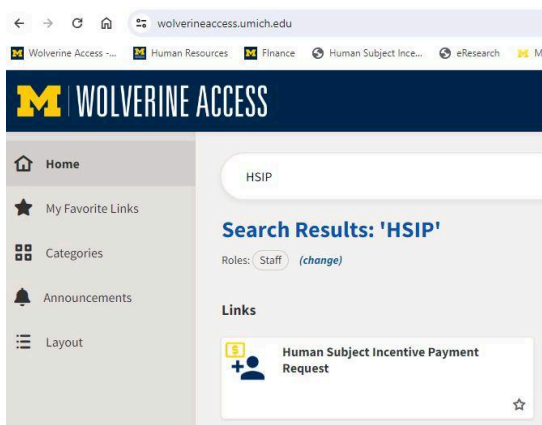 wolverineaccess.umich.edu
Wolverine Access -... Human Resources FInance Human Subject Ince... eResearch M
M WOLVERINE ACCESS
Home
HSIP
My Favorite Links
Search Results: 'HSIP'
Categories
Roles: Staff (change)
Announcements
Links
Layout
$ Human Subject Incentive Payment
Request